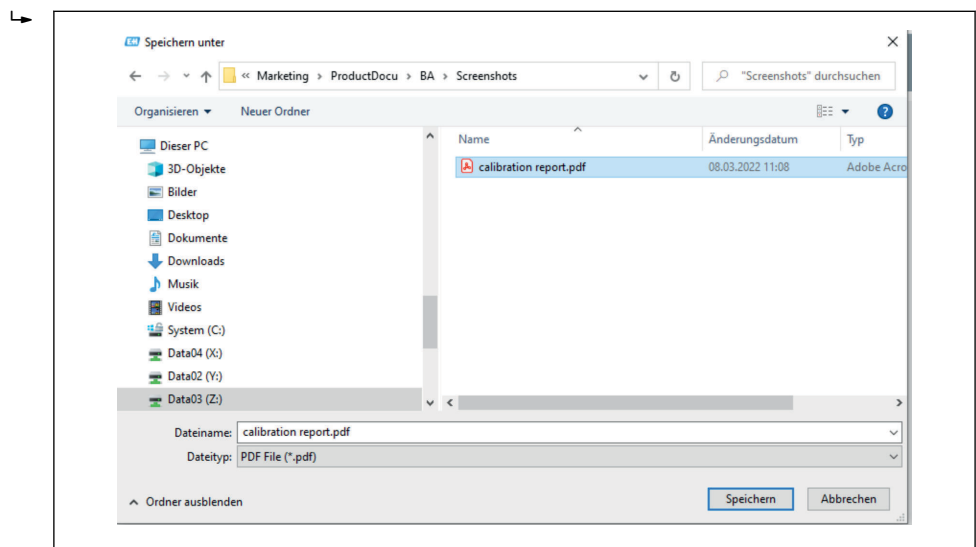 Speichern unter
« Marketing > ProductDocu > BA > Screenshots
"Screenshots" durchsuchen
Organisieren
Neuer Ordner
Dieser PC
3D-Objekte
Bilder
Desktop
Dokumente
Downloads
Musik
Videos
System (C:)
Data04 (X:)
Data02 (Y:)
Data03 (Z:)
Name Änderungsdatum Typ
calibration report.pdf 08.03.2022 11:08 Adobe Acro
Dateiname: calibration report.pdf
Dateityp: PDF File (*.pdf)
Ordner ausblenden
Speichern
Abbrechen